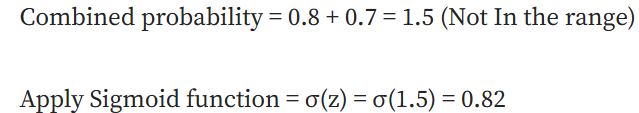 Combined probability = 0.8 + 0.7 = 1.5 (Not In the range)
Apply Sigmoid function = σ(z) = σ(1.5) = 0.82